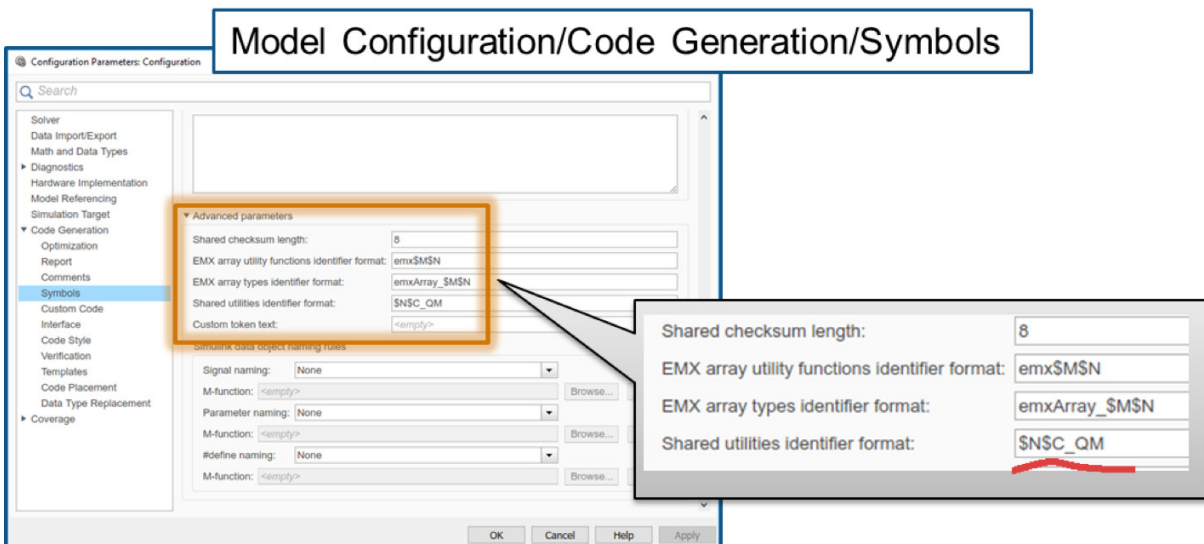 Model Configuration/Code Generation/Symbols
Configuration Parameters: Configuration
Search
Solver
Data Import/Export
Math and Data Types
Diagnostics
Hardware Implementation
Model Referencing
Simulation Target
Code Generation
Optimization
Report
Comments
Symbols
Custom Code
Interface
Code Style
Verification
Templates
Code Placement
Data Type Replacement
Coverage
Advanced parameters
Shared checksum length: 8
EMX array utility functions identifier format: emx$M$N
EMX array types identifier format: emxArray_$M$N
Shared utilities identifier format: $N$C_QM
Custom token text: <empty>
Simulink data object naming rules
Signal naming: None
M-function: <empty> Browse...
Parameter naming: None
M-function: <empty> Browse...
#define naming: None
M-function: <empty> Browse...
OK Cancel Help Apply
Shared checksum length: 8
EMX array utility functions identifier format: emx$M$N
EMX array types identifier format: emxArray_$M$N
Shared utilities identifier format: $N$C_QM